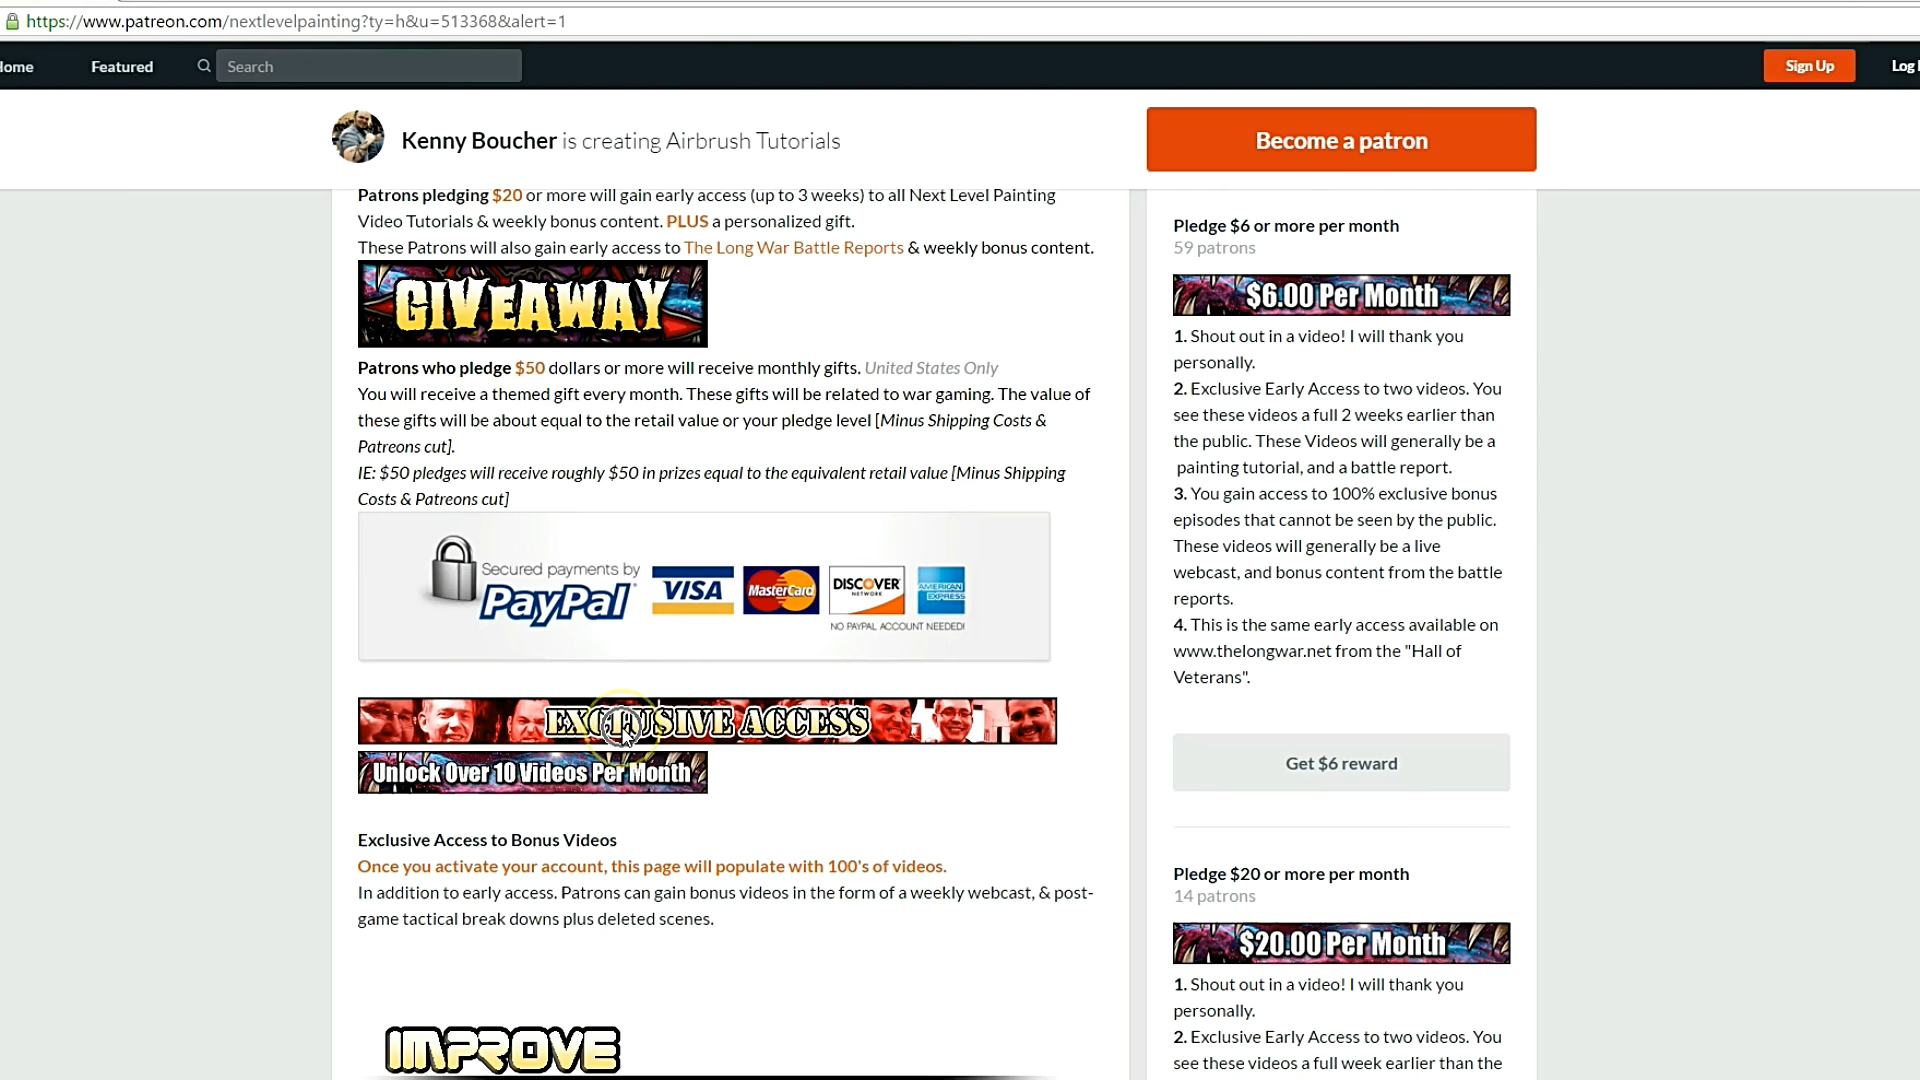 https://www.patreon.com/nextlevelpainting?ty=h&u=513368&alert=1
Home
Featured
Search
Sign Up
Log
Kenny Boucher is creating Airbrush Tutorials
Become a patron
Patrons pledging $20 or more will gain early access (up to 3 weeks) to all Next Level Painting
Video Tutorials & weekly bonus content. PLUS a personalized gift.
These Patrons will also gain early access to The Long War Battle Reports & weekly bonus content.
GIVEAWAY
Patrons who pledge $50 dollars or more will receive monthly gifts. United States Only
You will receive a themed gift every month. These gifts will be related to war gaming. The value of
these gifts will be about equal to the retail value or your pledge level [Minus Shipping Costs &
Patreons cut].
IE: $50 pledges will receive roughly $50 in prizes equal to the equivalent retail value [Minus Shipping
Costs & Patreons cut]
Secured payments by
PayPal
VISA
MasterCard
DISCOVER
NETWORK
AMERICAN
EXPRESS
NO PAYPAL ACCOUNT NEEDED!
EXCLUSIVE ACCESS
Unlock Over 10 Videos Per Month
Exclusive Access to Bonus Videos
Once you activate your account, this page will populate with 100's of videos.
In addition to early access. Patrons can gain bonus videos in the form of a weekly webcast, & post-
game tactical break downs plus deleted scenes.
IMPROVE
Pledge $6 or more per month
59 patrons
$6.00 Per Month
1. Shout out in a video! I will thank you
personally.
2. Exclusive Early Access to two videos. You
see these videos a full 2 weeks earlier than
the public. These Videos will generally be a
painting tutorial, and a battle report.
3. You gain access to 100% exclusive bonus
episodes that cannot be seen by the public.
These videos will generally be a live
webcast, and bonus content from the battle
reports.
4. This is the same early access available on
www.thelongwar.net from the "Hall of
Veterans".
Get $6 reward
Pledge $20 or more per month
14 patrons
$20.00 Per Month
1. Shout out in a video! I will thank you
personally.
2. Exclusive Early Access to two videos. You
see these videos a full week earlier than the